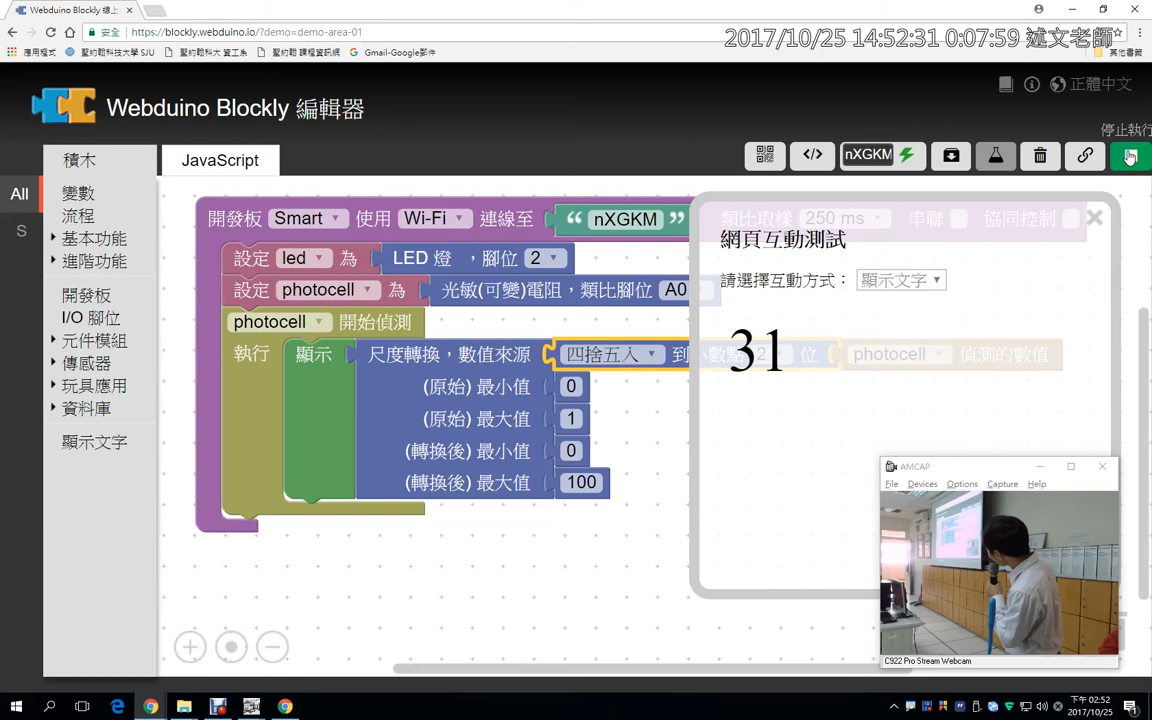 Webduino Blockly 線上
安全 https://blockly.webduino.io/?demo=demo-area-01
2017/10/25 14:52:31 0:07:59 述文老師
應用程式 聖約翰科技大學 SJU 聖約翰科大 資工系 聖約翰 課程資訊網 Gmail-Google郵件 其他書籤
Webduino Blockly 編輯器
正體中文
停止執行
積木
JavaScript
nXGKM
All
S
變數
流程
基本功能
進階功能
開發板
I/O 腳位
元件模組
傳感器
玩具應用
資料庫
顯示文字
開發板 Smart 使用 Wi-Fi 連線至 “ nXGKM ” 類比取樣 250 ms 串聯 協同控制
設定 led 為 LED 燈 ，腳位 2
設定 photocell 為 光敏(可變)電阻，類比腳位 A0
photocell 開始偵測
執行 顯示 尺度轉換，數值來源 四捨五入 到小數點 2 位 photocell 偵測的數值
(原始) 最小值 0
(原始) 最大值 1
(轉換後) 最小值 0
(轉換後) 最大值 100
網頁互動測試
請選擇互動方式： 顯示文字
31
AMCAP
File Devices Options Capture Help
C922 Pro Stream Webcam
下午 02:52
2017/10/25